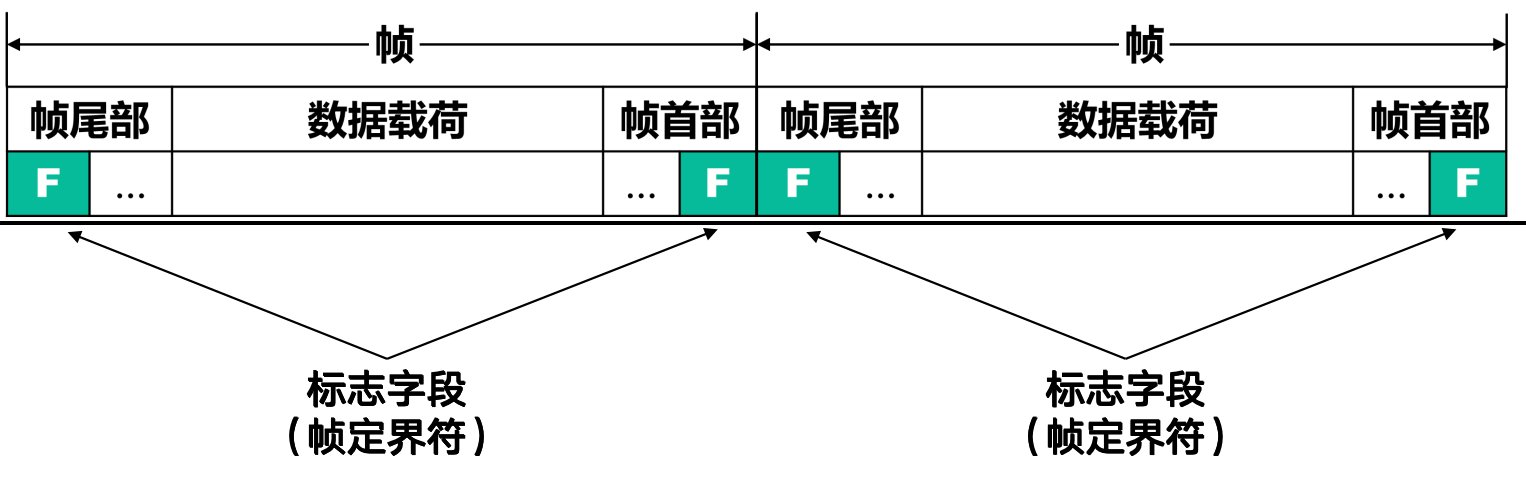 帧 帧
帧尾部 数据载荷 帧首部 帧尾部 数据载荷 帧首部
F ... ... F F ... ... F
标志字段 标志字段
(帧定界符) (帧定界符)